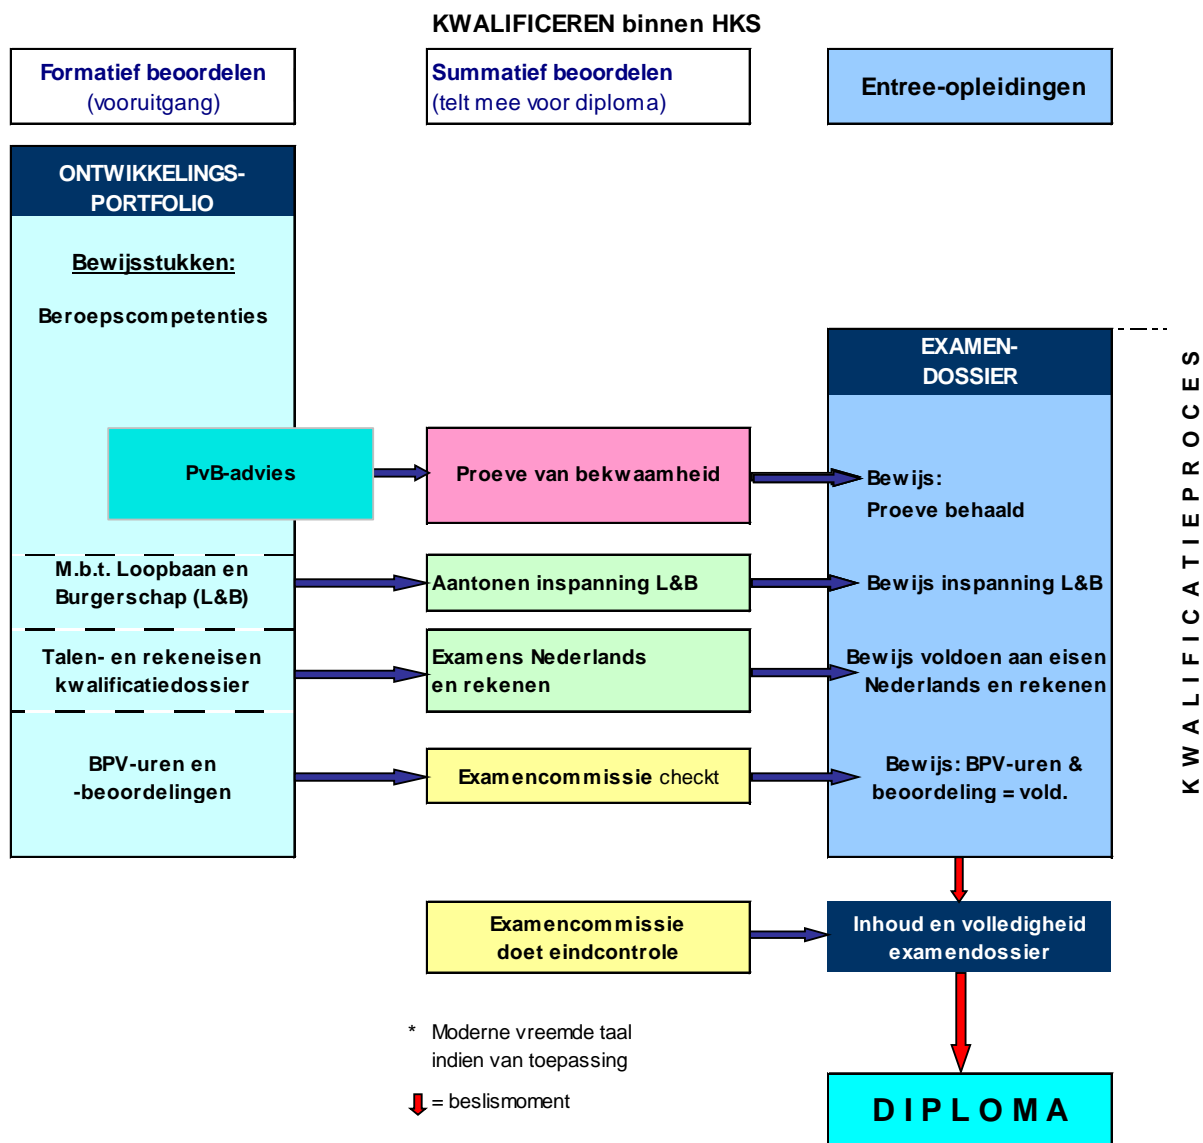 KWALIFICEREN binnen HKS
Formatief beoordelen
(vooruitgang)
Summatief beoordelen
(telt mee voor diploma)
Entree-opleidingen
ONTWIKKELINGS-
PORTFOLIO
Bewijsstukken:
Beroepscompetenties
EXAMEN-
DOSSIER
PvB-advies
Proeve van bekwaamheid
Bewijs:
Proeve behaald
M.b.t. Loopbaan en
Burgerschap (L&B)
Aantonen inspanning L&B
Bewijs inspanning L&B
Talen- en rekeneisen
kwalificatiedossier
Examens Nederlands
en rekenen
Bewijs voldoen aan eisen
Nederlands en rekenen
BPV-uren en
-beoordelingen
Examencommissie checkt
Bewijs: BPV-uren &
beoordeling = vold.
KWALIFICATIEPROCES
Examencommissie
doet eindcontrole
Inhoud en volledigheid
examendossier
* Moderne vreemde taal
indien van toepassing
= beslismoment
DIPLOMA